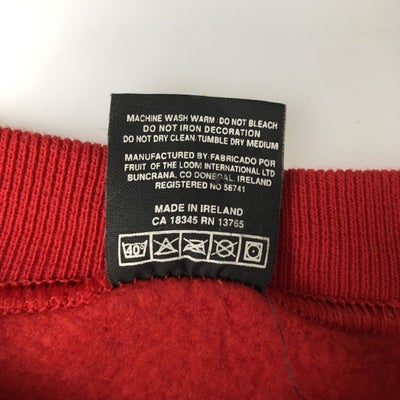 MACHINE WASH WARM: DO NOT BLEACH
DO NOT IRON DECORATION
DO NOT DRY CLEAN. TUMBLE DRY MEDIUM
MANUFACTURED BY/FABRICADO POR
FRUIT OF THE LOOM INTERNATIONAL LTD
BUNCRANA, CO DONEGAL, IRELAND
REGISTERED NO 56741
MADE IN IRELAND
CA 18345 RN 13765
40°